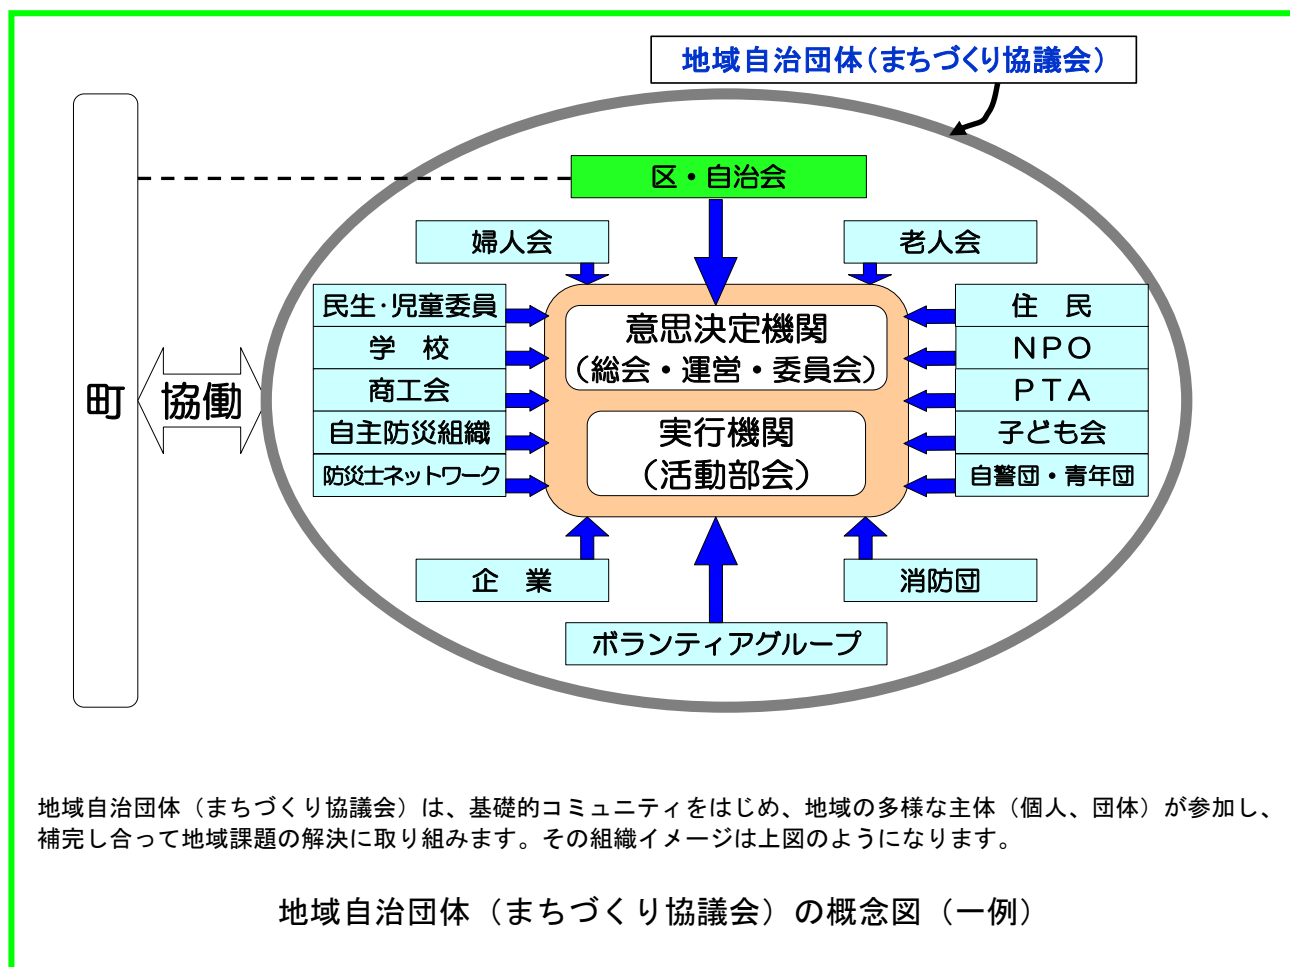 地域自治団体（まちづくり協議会）
区・自治会
婦人会
老人会
民生・児童委員
学　校
商工会
自主防災組織
防災士ネットワーク
意思決定機関
（総会・運営・委員会）
実行機関
（活動部会）
住　民
ＮＰＯ
ＰＴＡ
子ども会
自警団・青年団
町
協働
企　業
消防団
ボランティアグループ
地域自治団体（まちづくり協議会）は、基礎的コミュニティをはじめ、地域の多様な主体（個人、団体）が参加し、
補完し合って地域課題の解決に取り組みます。その組織イメージは上図のようになります。
地域自治団体（まちづくり協議会）の概念図（一例）